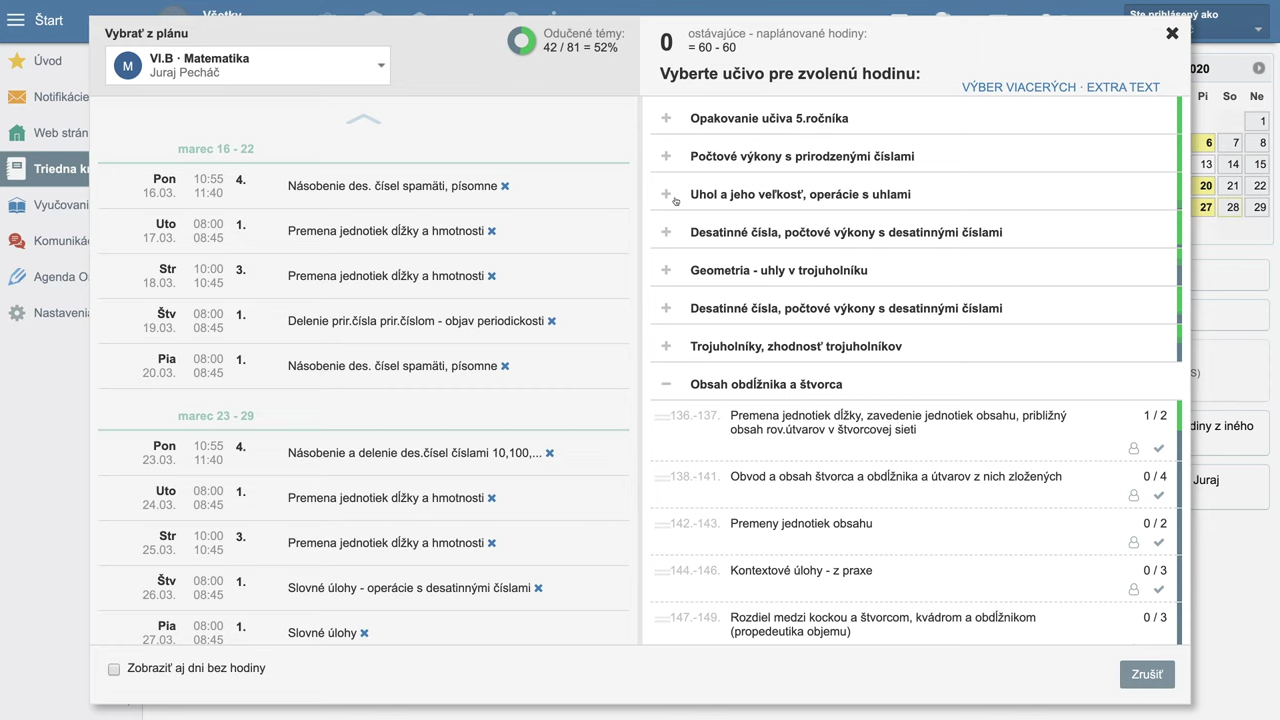 Štart
Všetky
Ste prihlásený ako
Úvod
Notifikácie
Web strán
Triedna kn
Vyučovani
Komuniká
Agenda O
Nastaveni
Vybrať z plánu
M
VI.B · Matematika
Juraj Pecháč
Odučené témy:
42 / 81 = 52%
marec 16 - 22
Pon 10:55 4. Násobenie des. čísel spamäti, písomne
16.03. 11:40
Uto 08:00 1. Premena jednotiek dĺžky a hmotnosti
17.03. 08:45
Str 10:00 3. Premena jednotiek dĺžky a hmotnosti
18.03. 10:45
Štv 08:00 1. Delenie prir.čísla prir.číslom - objav periodickosti
19.03. 08:45
Pia 08:00 1. Násobenie des. čísel spamäti, písomne
20.03. 08:45
marec 23 - 29
Pon 10:55 4. Násobenie a delenie des.čísel číslami 10,100,...
23.03. 11:40
Uto 08:00 1. Premena jednotiek dĺžky a hmotnosti
24.03. 08:45
Str 10:00 3. Premena jednotiek dĺžky a hmotnosti
25.03. 10:45
Štv 08:00 1. Slovné úlohy - operácie s desatinnými číslami
26.03. 08:45
Pia 08:00 1. Slovné úlohy
27.03. 08:45
Zobraziť aj dni bez hodiny
0 ostávajúce - naplánované hodiny:
= 60 - 60
Vyberte učivo pre zvolenú hodinu:
VÝBER VIACERÝCH · EXTRA TEXT
Opakovanie učiva 5.ročníka
Počtové výkony s prirodzenými číslami
Uhol a jeho veľkosť, operácie s uhlami
Desatinné čísla, počtové výkony s desatinnými číslami
Geometria - uhly v trojuholníku
Desatinné čísla, počtové výkony s desatinnými číslami
Trojuholníky, zhodnosť trojuholníkov
Obsah obdĺžnika a štvorca
136.-137. Premena jednotiek dĺžky, zavedenie jednotiek obsahu, približný 1 / 2
obsah rov.útvarov v štvorcovej sieti
138.-141. Obvod a obsah štvorca a obdĺžnika a útvarov z nich zložených 0 / 4
142.-143. Premeny jednotiek obsahu 0 / 2
144.-146. Kontextové úlohy - z praxe 0 / 3
147.-149. Rozdiel medzi kockou a štvorcom, kvádrom a obdĺžnikom 0 / 3
(propedeutika objemu)
Zrušiť
020
Pi So Ne
1
6 7 8
13 14 15
20 21 22
27 28 29
S)
diny z iného
Juraj